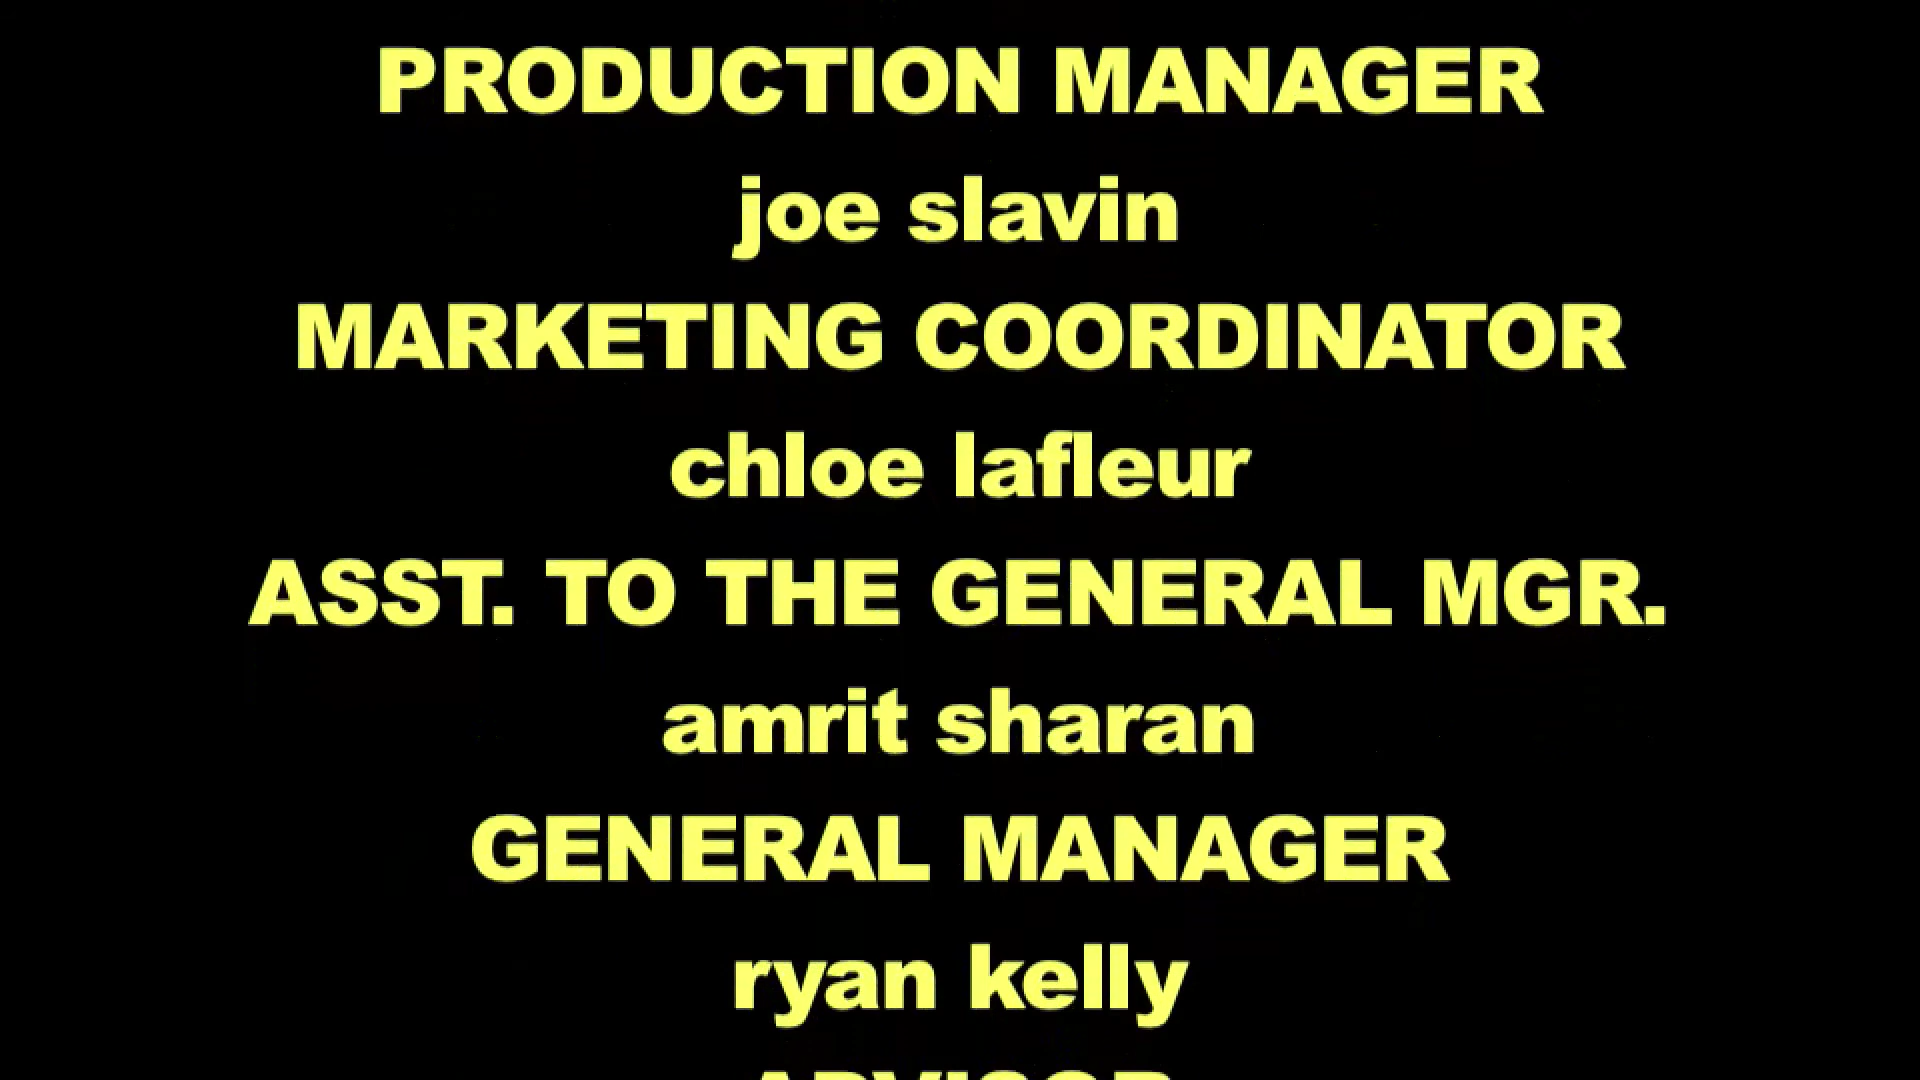 PRODUCTION MANAGER
joe slavin
MARKETING COORDINATOR
chloe lafleur
ASST. TO THE GENERAL MGR.
amrit sharan
GENERAL MANAGER
ryan kelly
ADVISOR